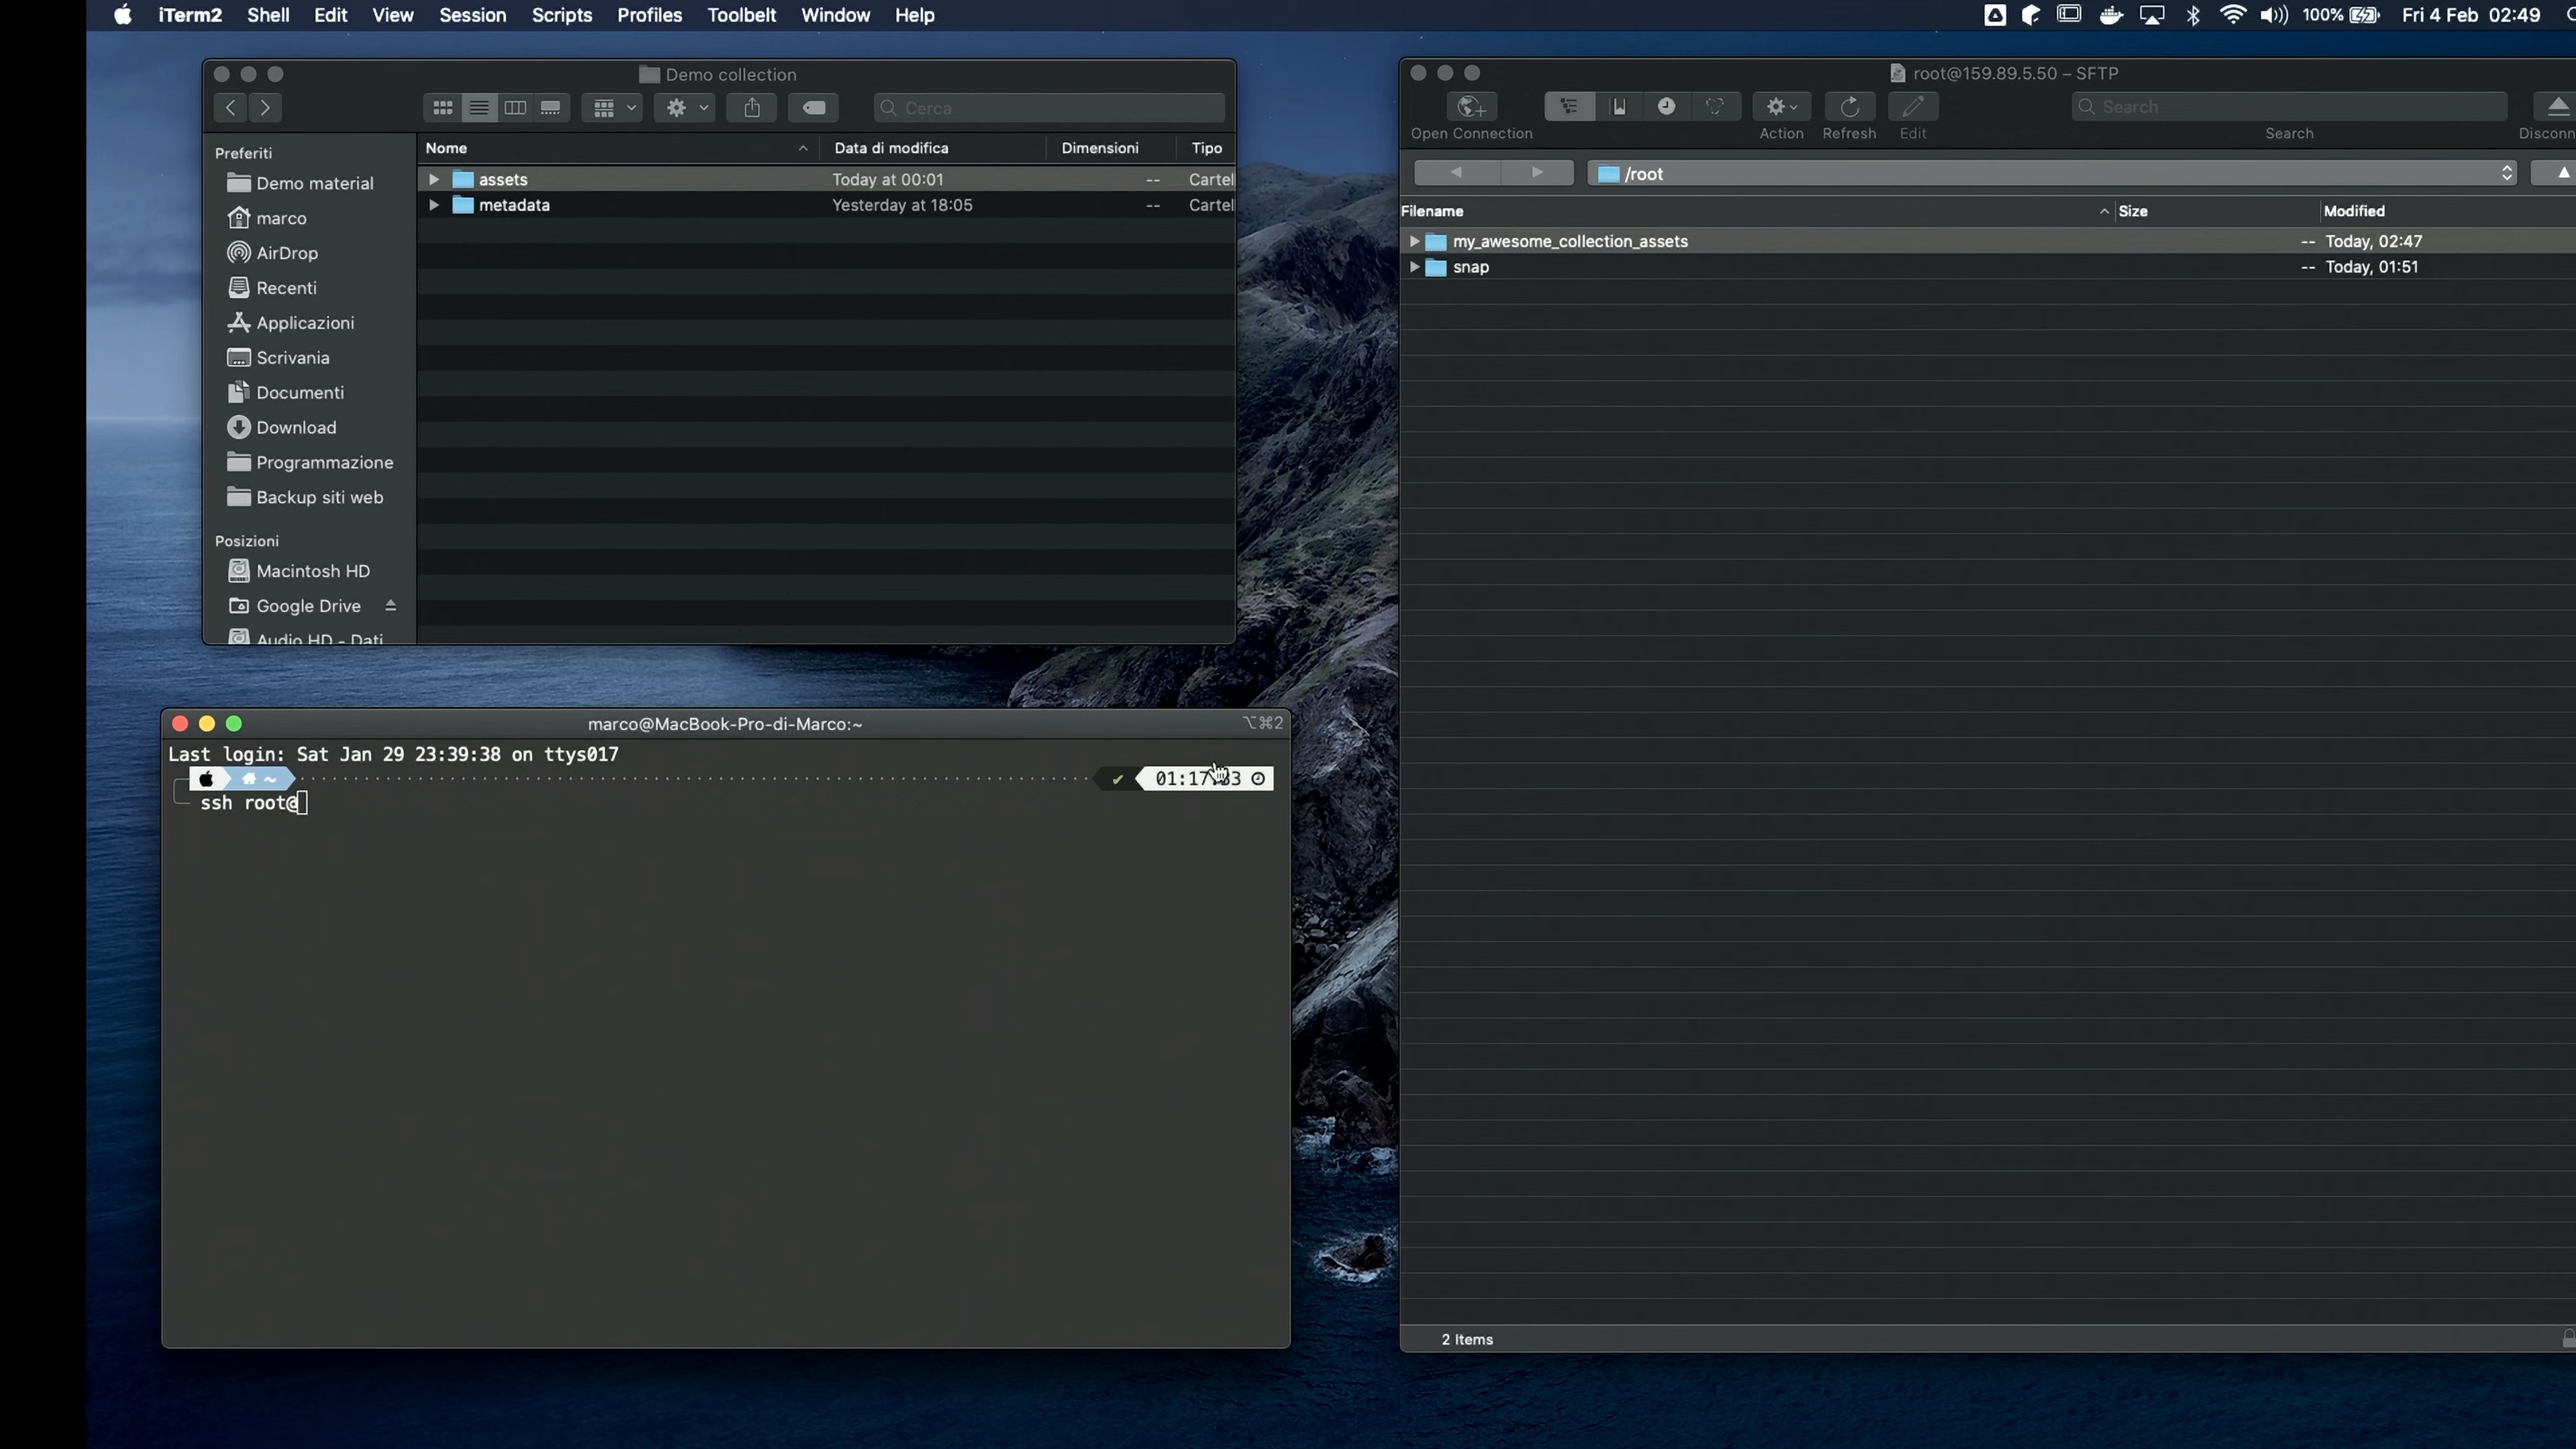 iTerm2 Shell Edit View Session Scripts Profiles Toolbelt Window Help 100% Fri 4 Feb 02:49
Demo collection
Cerca
Preferiti
Demo material
marco
AirDrop
Recenti
Applicazioni
Scrivania
Documenti
Download
Programmazione
Backup siti web
Posizioni
Macintosh HD
Google Drive
Audio HD - Dati
Nome Data di modifica Dimensioni Tipo
assets Today at 00:01 -- Cartel
metadata Yesterday at 18:05 -- Cartel
root@159.89.5.50 – SFTP
Search
Open Connection Action Refresh Edit Search Disconn
/root
Filename Size Modified
my_awesome_collection_assets -- Today, 02:47
snap -- Today, 01:51
2 Items
marco@MacBook-Pro-di-Marco:~ ⌥⌘2
Last login: Sat Jan 29 23:39:38 on ttys017
~ ✔
ssh root@